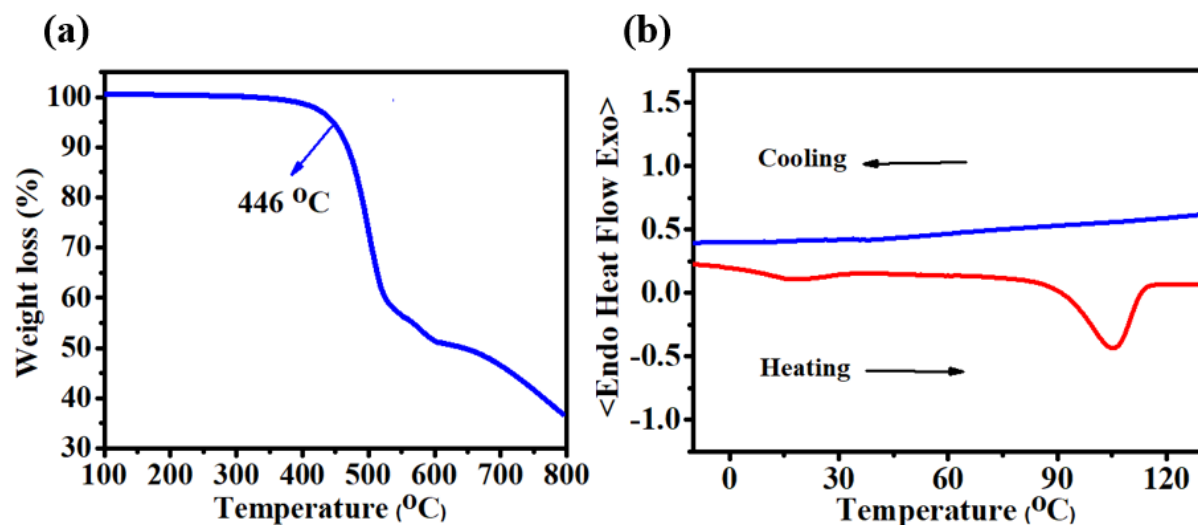 (a)
Weight loss (%)
100
90
80
70
60
50
40
30
446 °C
100 200 300 400 500 600 700 800
Temperature (°C)
(b)
<Endo Heat Flow Exo>
1.5
1.0
0.5
0.0
-0.5
-1.0
Cooling
Heating
0 30 60 90 120
Temperature (°C)